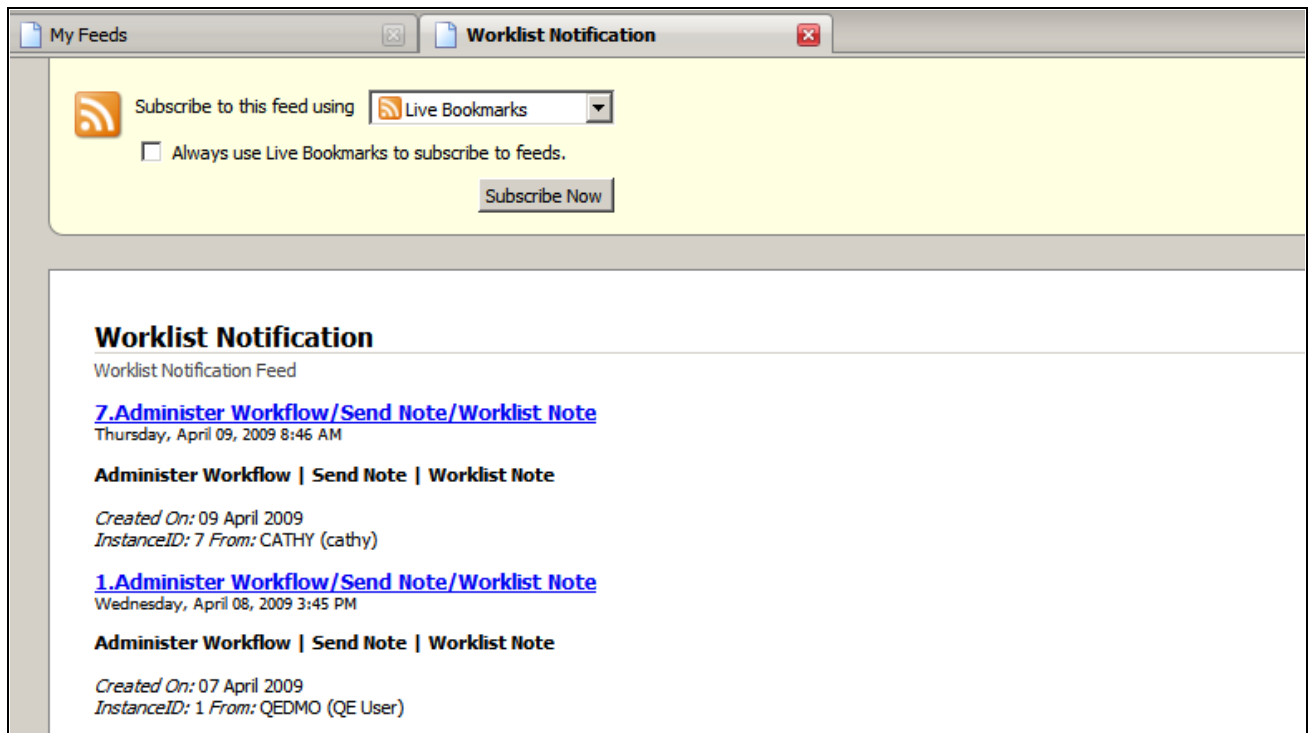 My Feeds
Worklist Notification
Subscribe to this feed using Live Bookmarks
Always use Live Bookmarks to subscribe to feeds.
Subscribe Now
Worklist Notification
Worklist Notification Feed
7.Administer Workflow/Send Note/Worklist Note
Thursday, April 09, 2009 8:46 AM
Administer Workflow | Send Note | Worklist Note
Created On: 09 April 2009
InstanceID: 7 From: CATHY (cathy)
1.Administer Workflow/Send Note/Worklist Note
Wednesday, April 08, 2009 3:45 PM
Administer Workflow | Send Note | Worklist Note
Created On: 07 April 2009
InstanceID: 1 From: QEDMO (QE User)